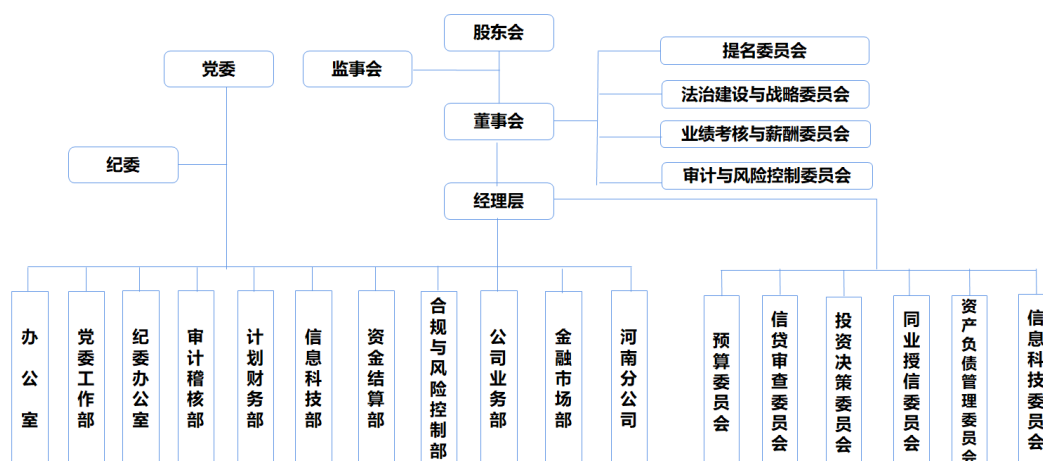 股东会
党委
监事会
提名委员会
法治建设与战略委员会
董事会
业绩考核与薪酬委员会
纪委
审计与风险控制委员会
经理层
办公室
党委工作部
纪委办公室
审计稽核部
计划财务部
信息科技部
资金结算部
合规与风险控制部
公司业务部
金融市场部
河南分公司
预算委员会
信贷审查委员会
投资决策委员会
同业授信委员会
资产负债管理委员会
信息科技委员会